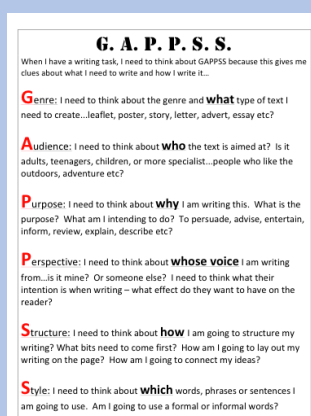 G. A. P. P. S. S.
When I have a writing task, I need to think about GAPPSS because this gives me
clues about what I need to write and how I write it...
Genre: I need to think about the genre and what type of text I
need to create...leaflet, poster, story, letter, advert, essay etc?
Audience: I need to think about who the text is aimed at? Is it
adults, teenagers, children, or more specialist...people who like the
outdoors, adventure etc?
Purpose: I need to think about why I am writing this. What is the
purpose? What am I intending to do? To persuade, advise, entertain,
inform, review, explain, describe etc?
Perspective: I need to think about whose voice I am writing
from...is it mine? Or someone else? I need to think what their
intention is when writing – what effect do they want to have on the
reader?
Structure: I need to think about how I am going to structure my
writing? What bits need to come first? How am I going to lay out my
writing on the page? How am I going to connect my ideas?
Style: I need to think about which words, phrases or sentences I
am going to use. Am I going to use a formal or informal words?